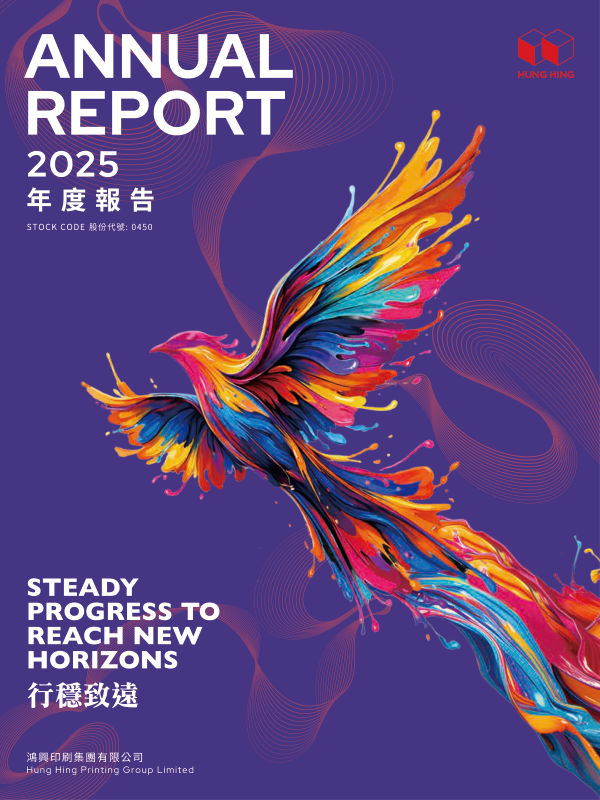 ANNUAL
REPORT
2025
年度報告
STOCK CODE 股份代號: 0450
HUNG HING
STEADY
PROGRESS TO
REACH NEW
HORIZONS
行穩致遠
鴻興印刷集團有限公司
Hung Hing Printing Group Limited